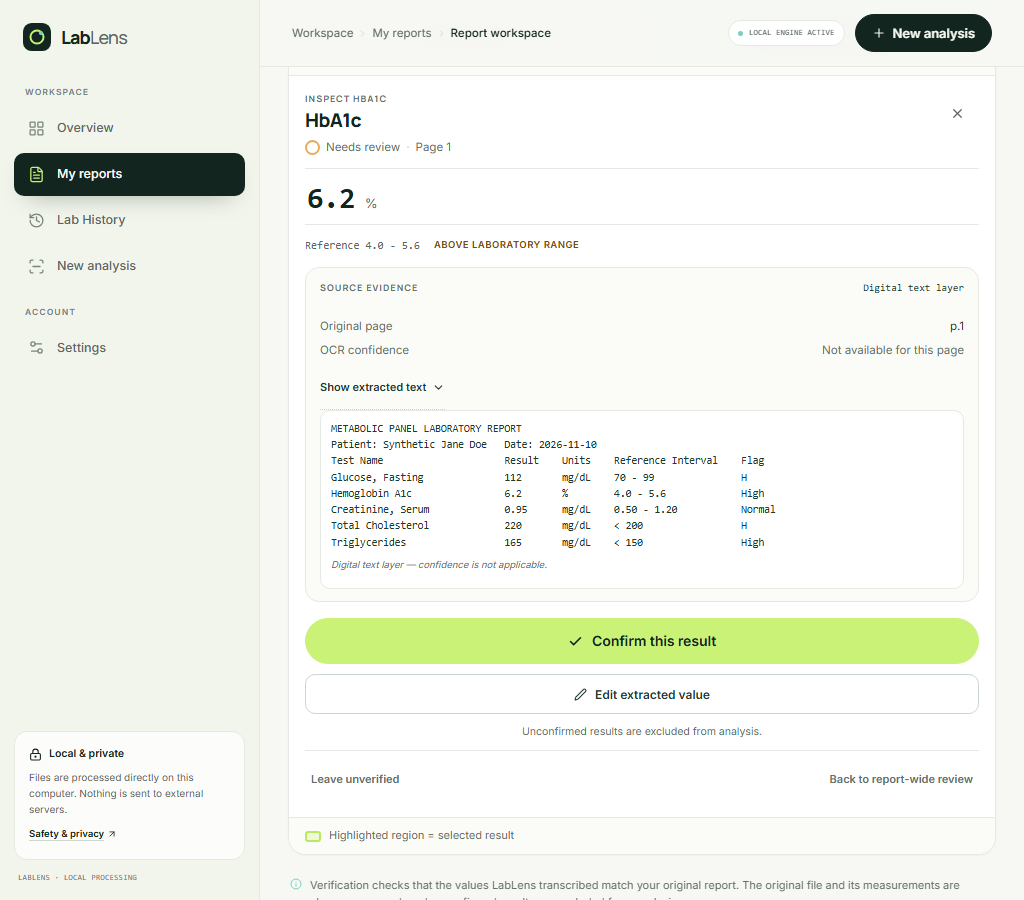 LabLens
WORKSPACE
Overview
My reports
Lab History
New analysis
ACCOUNT
Settings
Local & private
Files are processed directly on this
computer. Nothing is sent to external
servers.
Safety & privacy ↗
LABLENS · LOCAL PROCESSING
Workspace › My reports › Report workspace
LOCAL ENGINE ACTIVE
+ New analysis
INSPECT HBA1C
HbA1c
Needs review · Page 1
6.2 %
Reference 4.0 - 5.6 ABOVE LABORATORY RANGE
SOURCE EVIDENCE Digital text layer
Original page p.1
OCR confidence Not available for this page
Show extracted text
METABOLIC PANEL LABORATORY REPORT
Patient: Synthetic Jane Doe Date: 2026-11-10
Test Name Result Units Reference Interval Flag
Glucose, Fasting 112 mg/dL 70 - 99 H
Hemoglobin A1c 6.2 % 4.0 - 5.6 High
Creatinine, Serum 0.95 mg/dL 0.50 - 1.20 Normal
Total Cholesterol 220 mg/dL < 200 H
Triglycerides 165 mg/dL < 150 High
Digital text layer — confidence is not applicable.
Confirm this result
Edit extracted value
Unconfirmed results are excluded from analysis.
Leave unverified Back to report-wide review
Highlighted region = selected result
Verification checks that the values LabLens transcribed match your original report. The original file and its measurements are